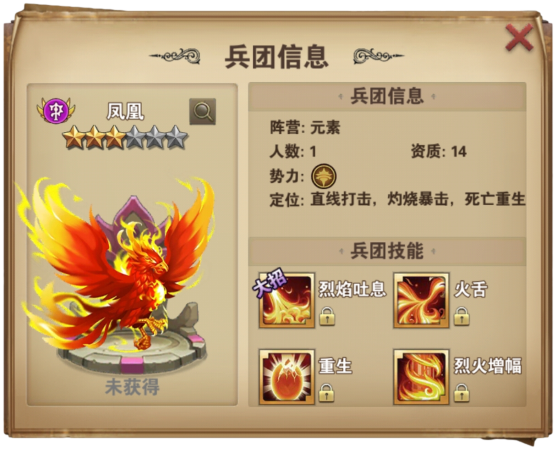 兵团信息
凤凰
未获得
兵团信息
阵营: 元素
人数: 1 资质: 14
势力:
定位: 直线打击，灼烧暴击，死亡重生
兵团技能
大招
烈焰吐息
火舌
重生
烈火增幅